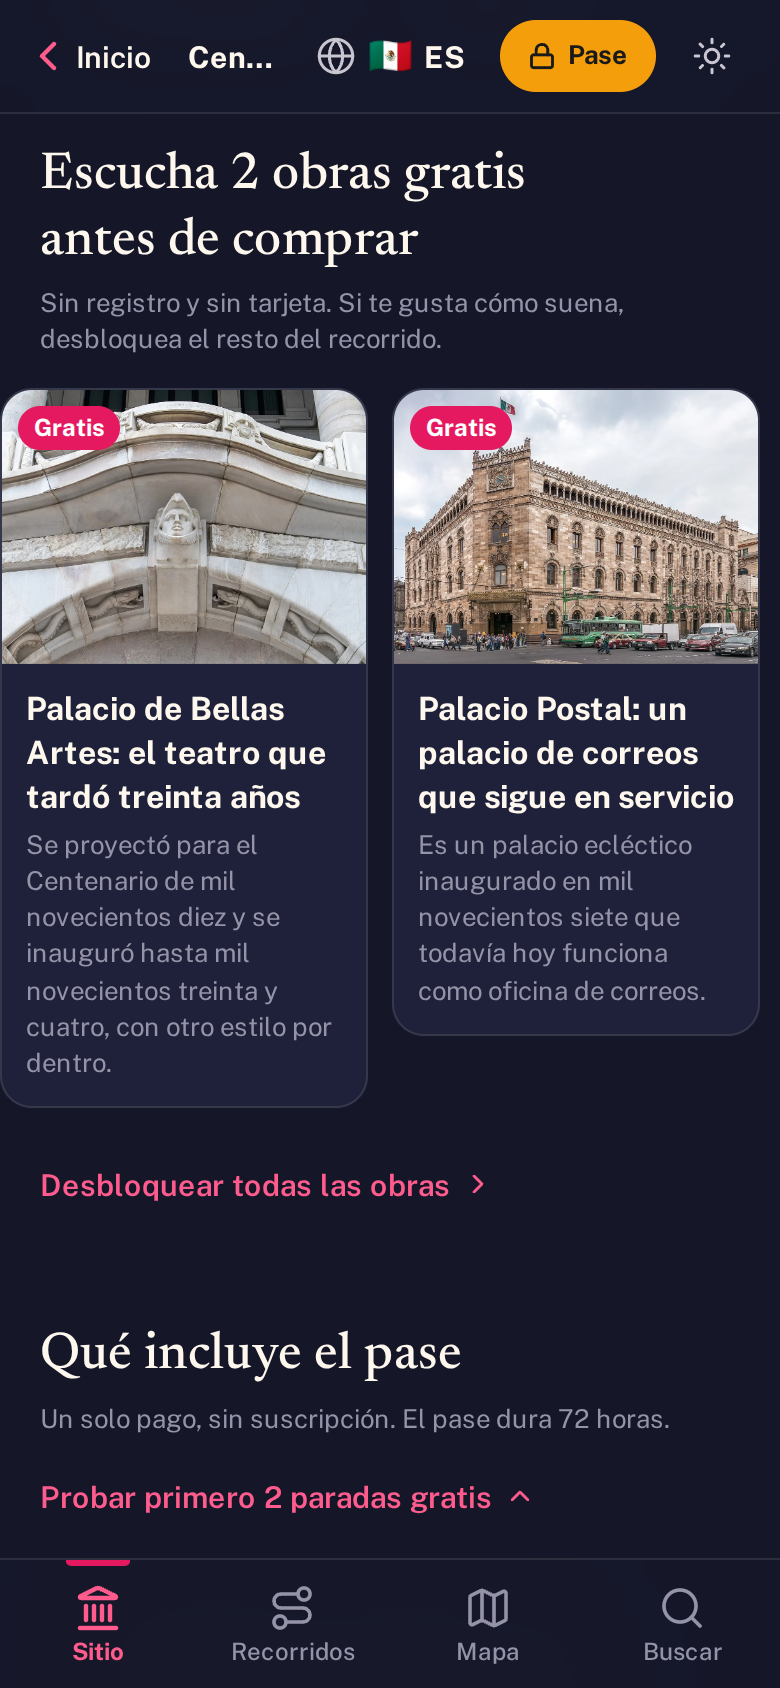 Inicio Cen... ES Pase
Escucha 2 obras gratis
antes de comprar
Sin registro y sin tarjeta. Si te gusta cómo suena,
desbloquea el resto del recorrido.
Gratis
Palacio de Bellas
Artes: el teatro que
tardó treinta años
Se proyectó para el
Centenario de mil
novecientos diez y se
inauguró hasta mil
novecientos treinta y
cuatro, con otro estilo por
dentro.
Gratis
Palacio Postal: un
palacio de correos
que sigue en servicio
Es un palacio ecléctico
inaugurado en mil
novecientos siete que
todavía hoy funciona
como oficina de correos.
Desbloquear todas las obras
Qué incluye el pase
Un solo pago, sin suscripción. El pase dura 72 horas.
Probar primero 2 paradas gratis
Sitio Recorridos Mapa Buscar